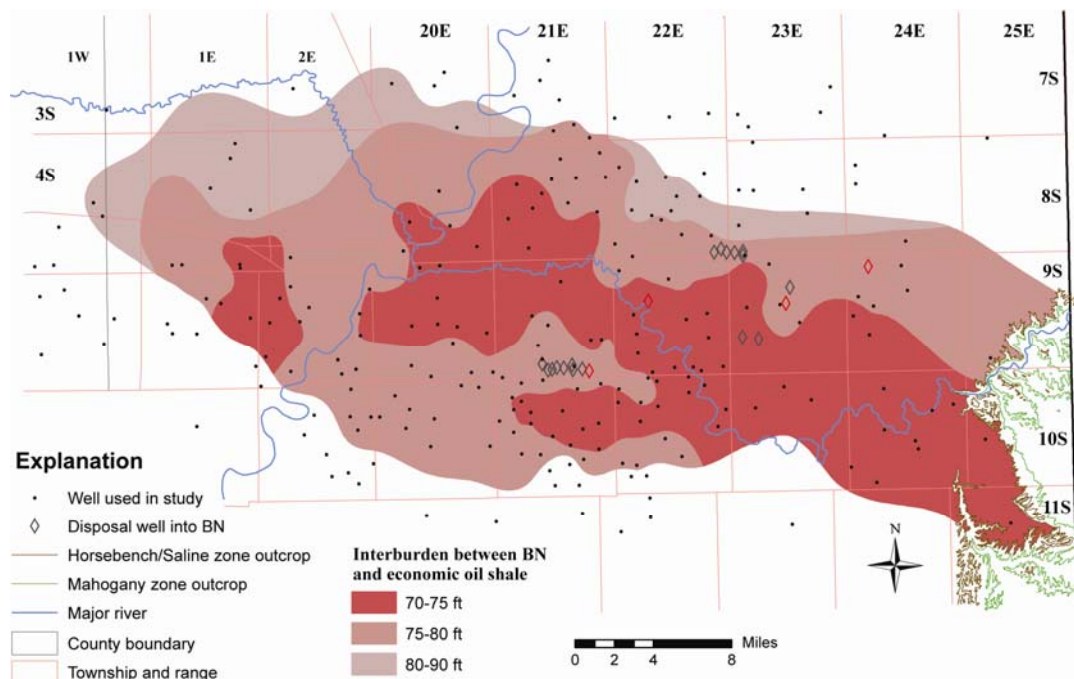 20E
21E
22E
23E
24E
25E
1W
1E
2E
7S
3S
4S
8S
9S
10S
11S
N
Explanation
Well used in study
Disposal well into BN
Horsebench/Saline zone outcrop
Mahogany zone outcrop
Major river
County boundary
Township and range
Interburden between BN
and economic oil shale
70-75 ft
75-80 ft
80-90 ft
Miles
0 2 4 8